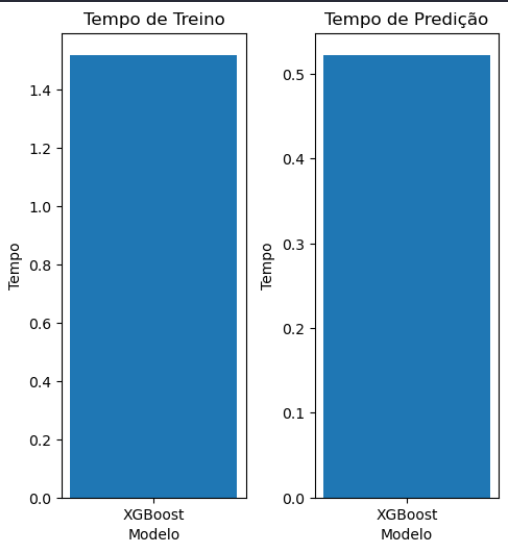 Tempo de Treino
Tempo
1.4
1.2
1.0
0.8
0.6
0.4
0.2
0.0
XGBoost
Modelo
Tempo de Predição
Tempo
0.5
0.4
0.3
0.2
0.1
0.0
XGBoost
Modelo